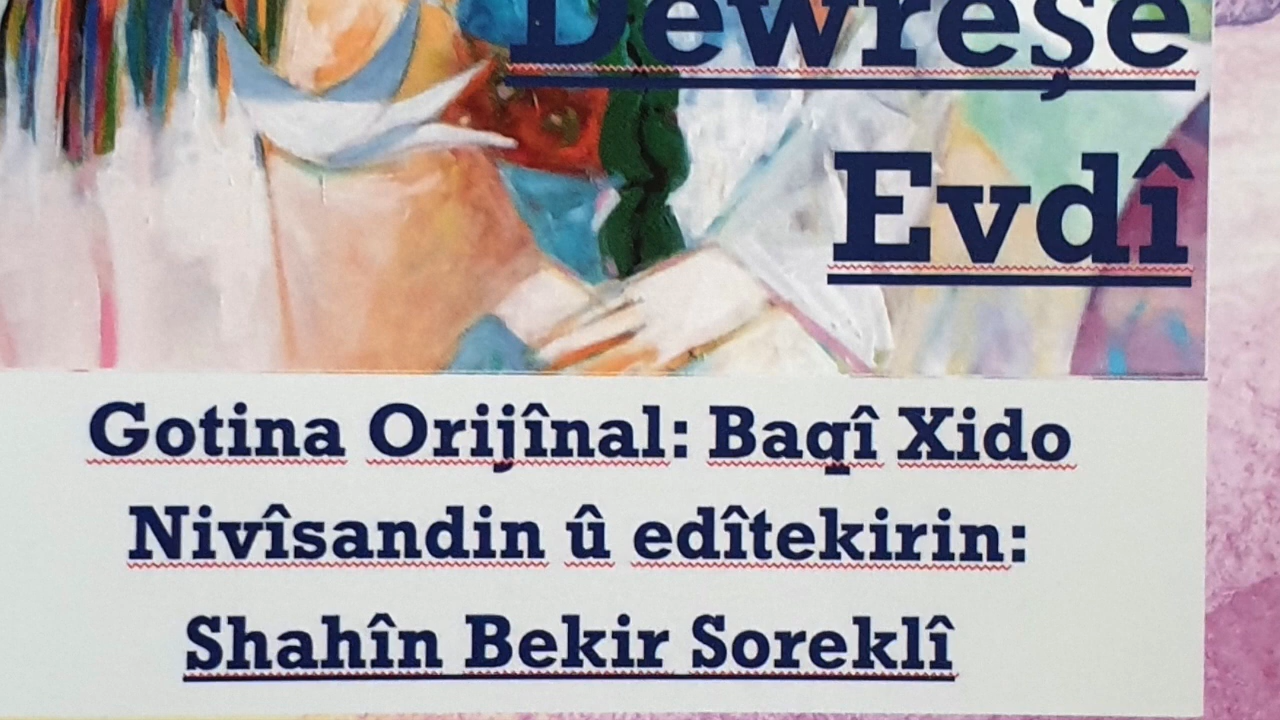 Dewreşe
Evdî
Gotina Orijînal: Baqî Xido
Nivîsandin û edîtekirin:
Shahîn Bekir Soreklî